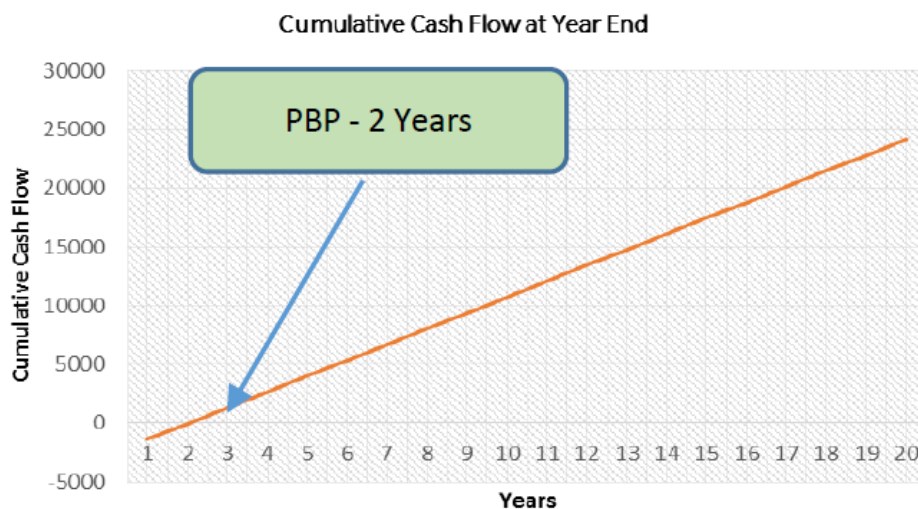 Cumulative Cash Flow at Year End
PBP - 2 Years
Cumulative Cash Flow
30000
25000
20000
15000
10000
5000
0
-5000
1 2 3 4 5 6 7 8 9 10 11 12 13 14 15 16 17 18 19 20
Years